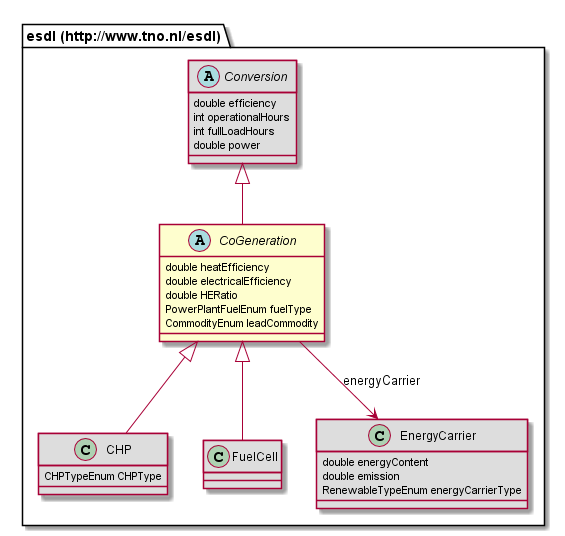 esdl (http://www.tno.nl/esdl)
A Conversion
double efficiency
int operationalHours
int fullLoadHours
double power
A CoGeneration
double heatEfficiency
double electricalEfficiency
double HERatio
PowerPlantFuelEnum fuelType
CommodityEnum leadCommodity
energyCarrier
C CHP
CHPTypeEnum CHPType
C FuelCell
C EnergyCarrier
double energyContent
double emission
RenewableTypeEnum energyCarrierType